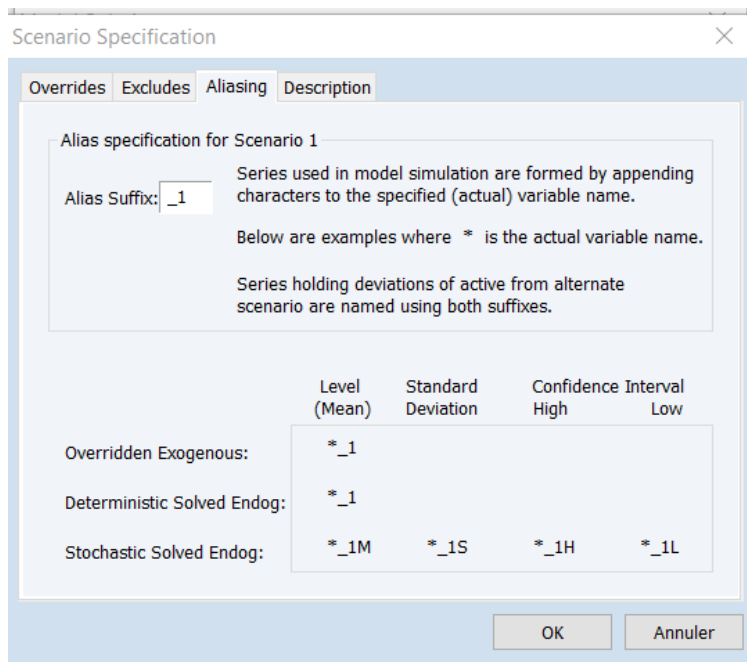 Scenario Specification
Overrides Excludes Aliasing Description
Alias specification for Scenario 1
Alias Suffix: _1
Series used in model simulation are formed by appending
characters to the specified (actual) variable name.
Below are examples where * is the actual variable name.
Series holding deviations of active from alternate
scenario are named using both suffixes.
Level Standard Confidence Interval
(Mean) Deviation High Low
Overridden Exogenous: *_1
Deterministic Solved Endog: *_1
Stochastic Solved Endog: *_1M *_1S *_1H *_1L
OK Annuler